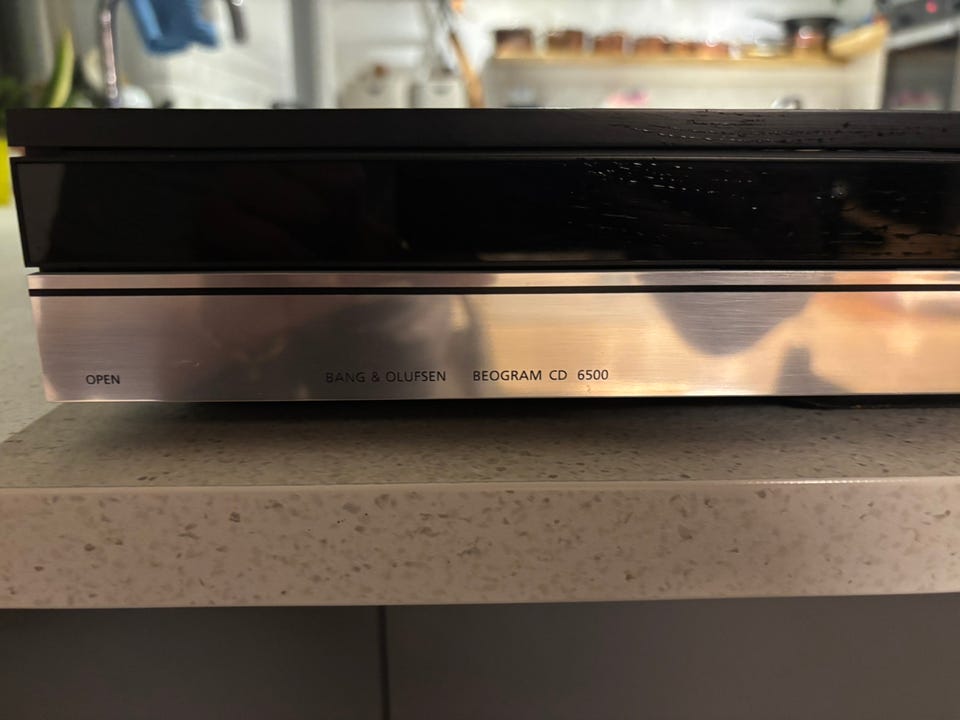 OPEN BANG & OLUFSEN BEOGRAM CD 6500